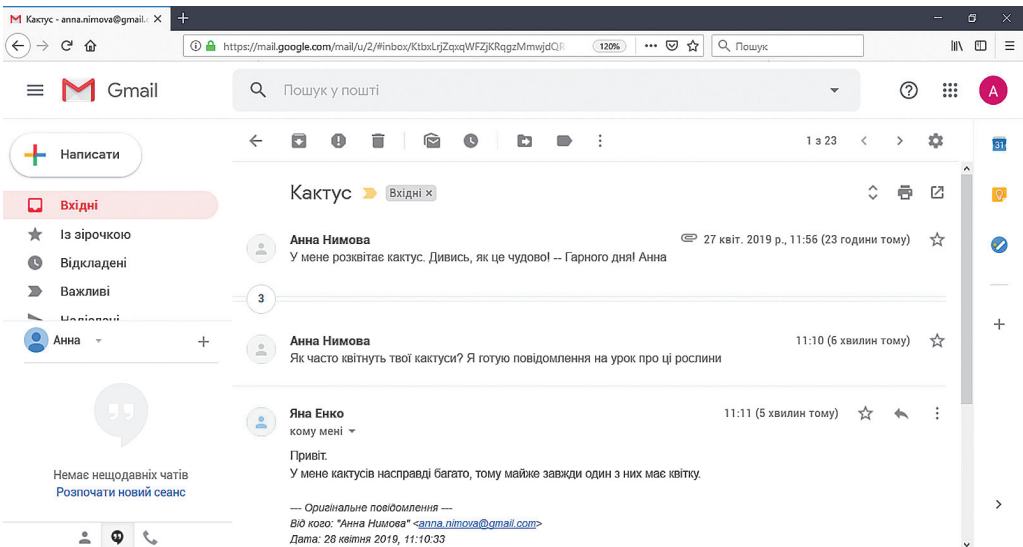 Кактус - anna.nimova@gmail.c
https://mail.google.com/mail/u/2/#inbox/KtbxLrjZqxqWFZjKRqgzMmwjdQR
120%
Пошук
Gmail
Пошук у пошті
A
Написати
1 з 23
31
Вхідні
Із зірочкою
Відкладені
Важливі
Надіслані
Анна
Немає нещодавніх чатів
Розпочати новий сеанс
Кактус
Вхідні ×
Анна Нимова
27 квіт. 2019 р., 11:56 (23 години тому)
У мене розквітає кактус. Дивись, як це чудово! -- Гарного дня! Анна
3
Анна Нимова
11:10 (6 хвилин тому)
Як часто квітнуть твої кактуси? Я готую повідомлення на урок про ці рослини
Яна Енко
11:11 (5 хвилин тому)
кому мені
Привіт.
У мене кактусів насправді багато, тому майже завжди один з них має квітку.
---- Оригінальне повідомлення ----
Від кого: "Анна Нимова" <anna.nimova@gmail.com>
Дата: 28 квітня 2019, 11:10:33